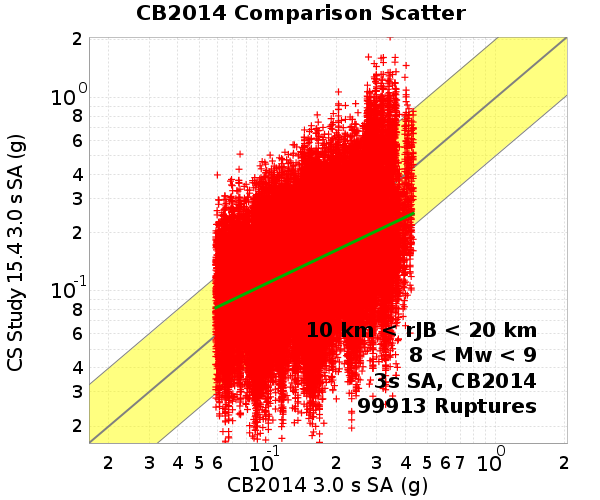 CB2014 Comparison Scatter
CS Study 15.4 3.0 s SA (g)
2
10^0
8
6
4
3
2
10^-1
8
6
4
3
2
10 km < rJB < 20 km
8 < Mw < 9
3s SA, CB2014
99913 Ruptures
2 3 4 5 6 10^-1 2 3 4 5 6 7 10^0 2
CB2014 3.0 s SA (g)